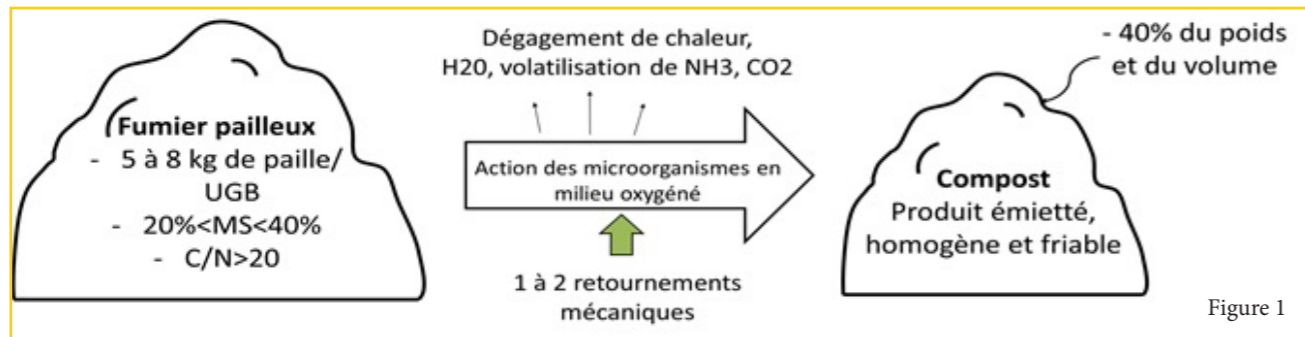 Fumier pailleux
- 5 à 8 kg de paille/
UGB
- 20%<MS<40%
- C/N>20
Dégagement de chaleur,
H20, volatilisation de NH3, CO2
Action des microorganismes en
milieu oxygéné
1 à 2 retournements
mécaniques
- 40% du poids
et du volume
Compost
Produit émietté,
homogène et friable
Figure 1